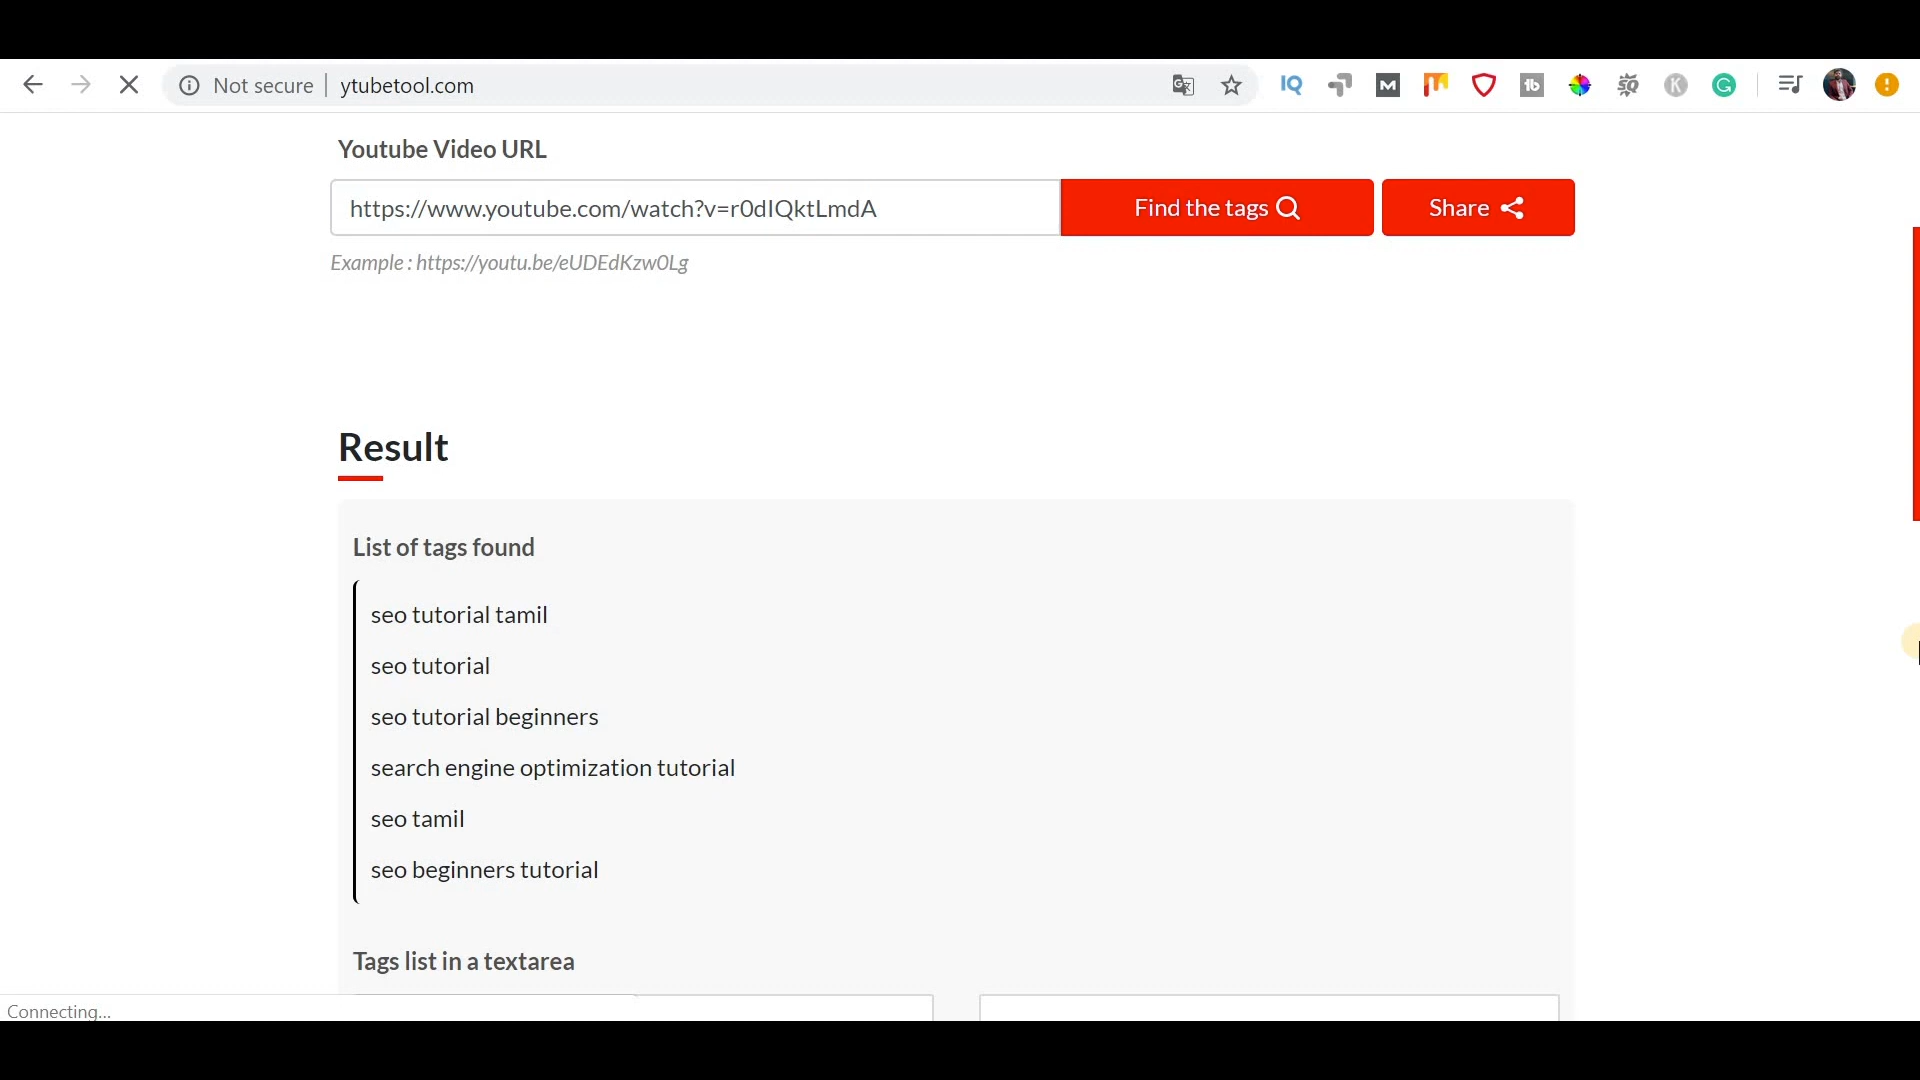 Not secure
ytubetool.com
Youtube Video URL
https://www.youtube.com/watch?v=r0dIQktLmdA
Find the tags
Share
Example : https://youtu.be/eUDEdKzw0Lg
Result
List of tags found
seo tutorial tamil
seo tutorial
seo tutorial beginners
search engine optimization tutorial
seo tamil
seo beginners tutorial
Tags list in a textarea
Connecting...